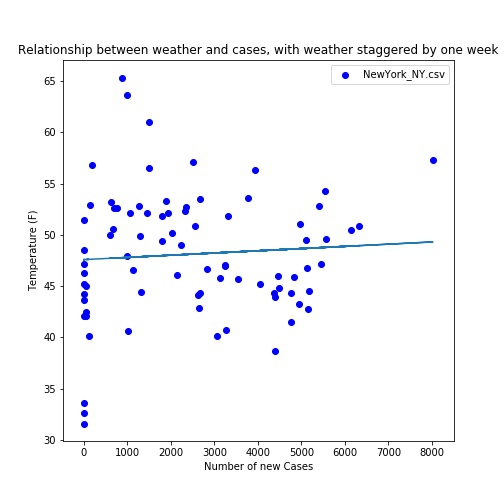 Relationship between weather and cases, with weather staggered by one week
NewYork_NY.csv
65
60
55
50
45
40
35
30
Temperature (F)
0 1000 2000 3000 4000 5000 6000 7000 8000
Number of new Cases